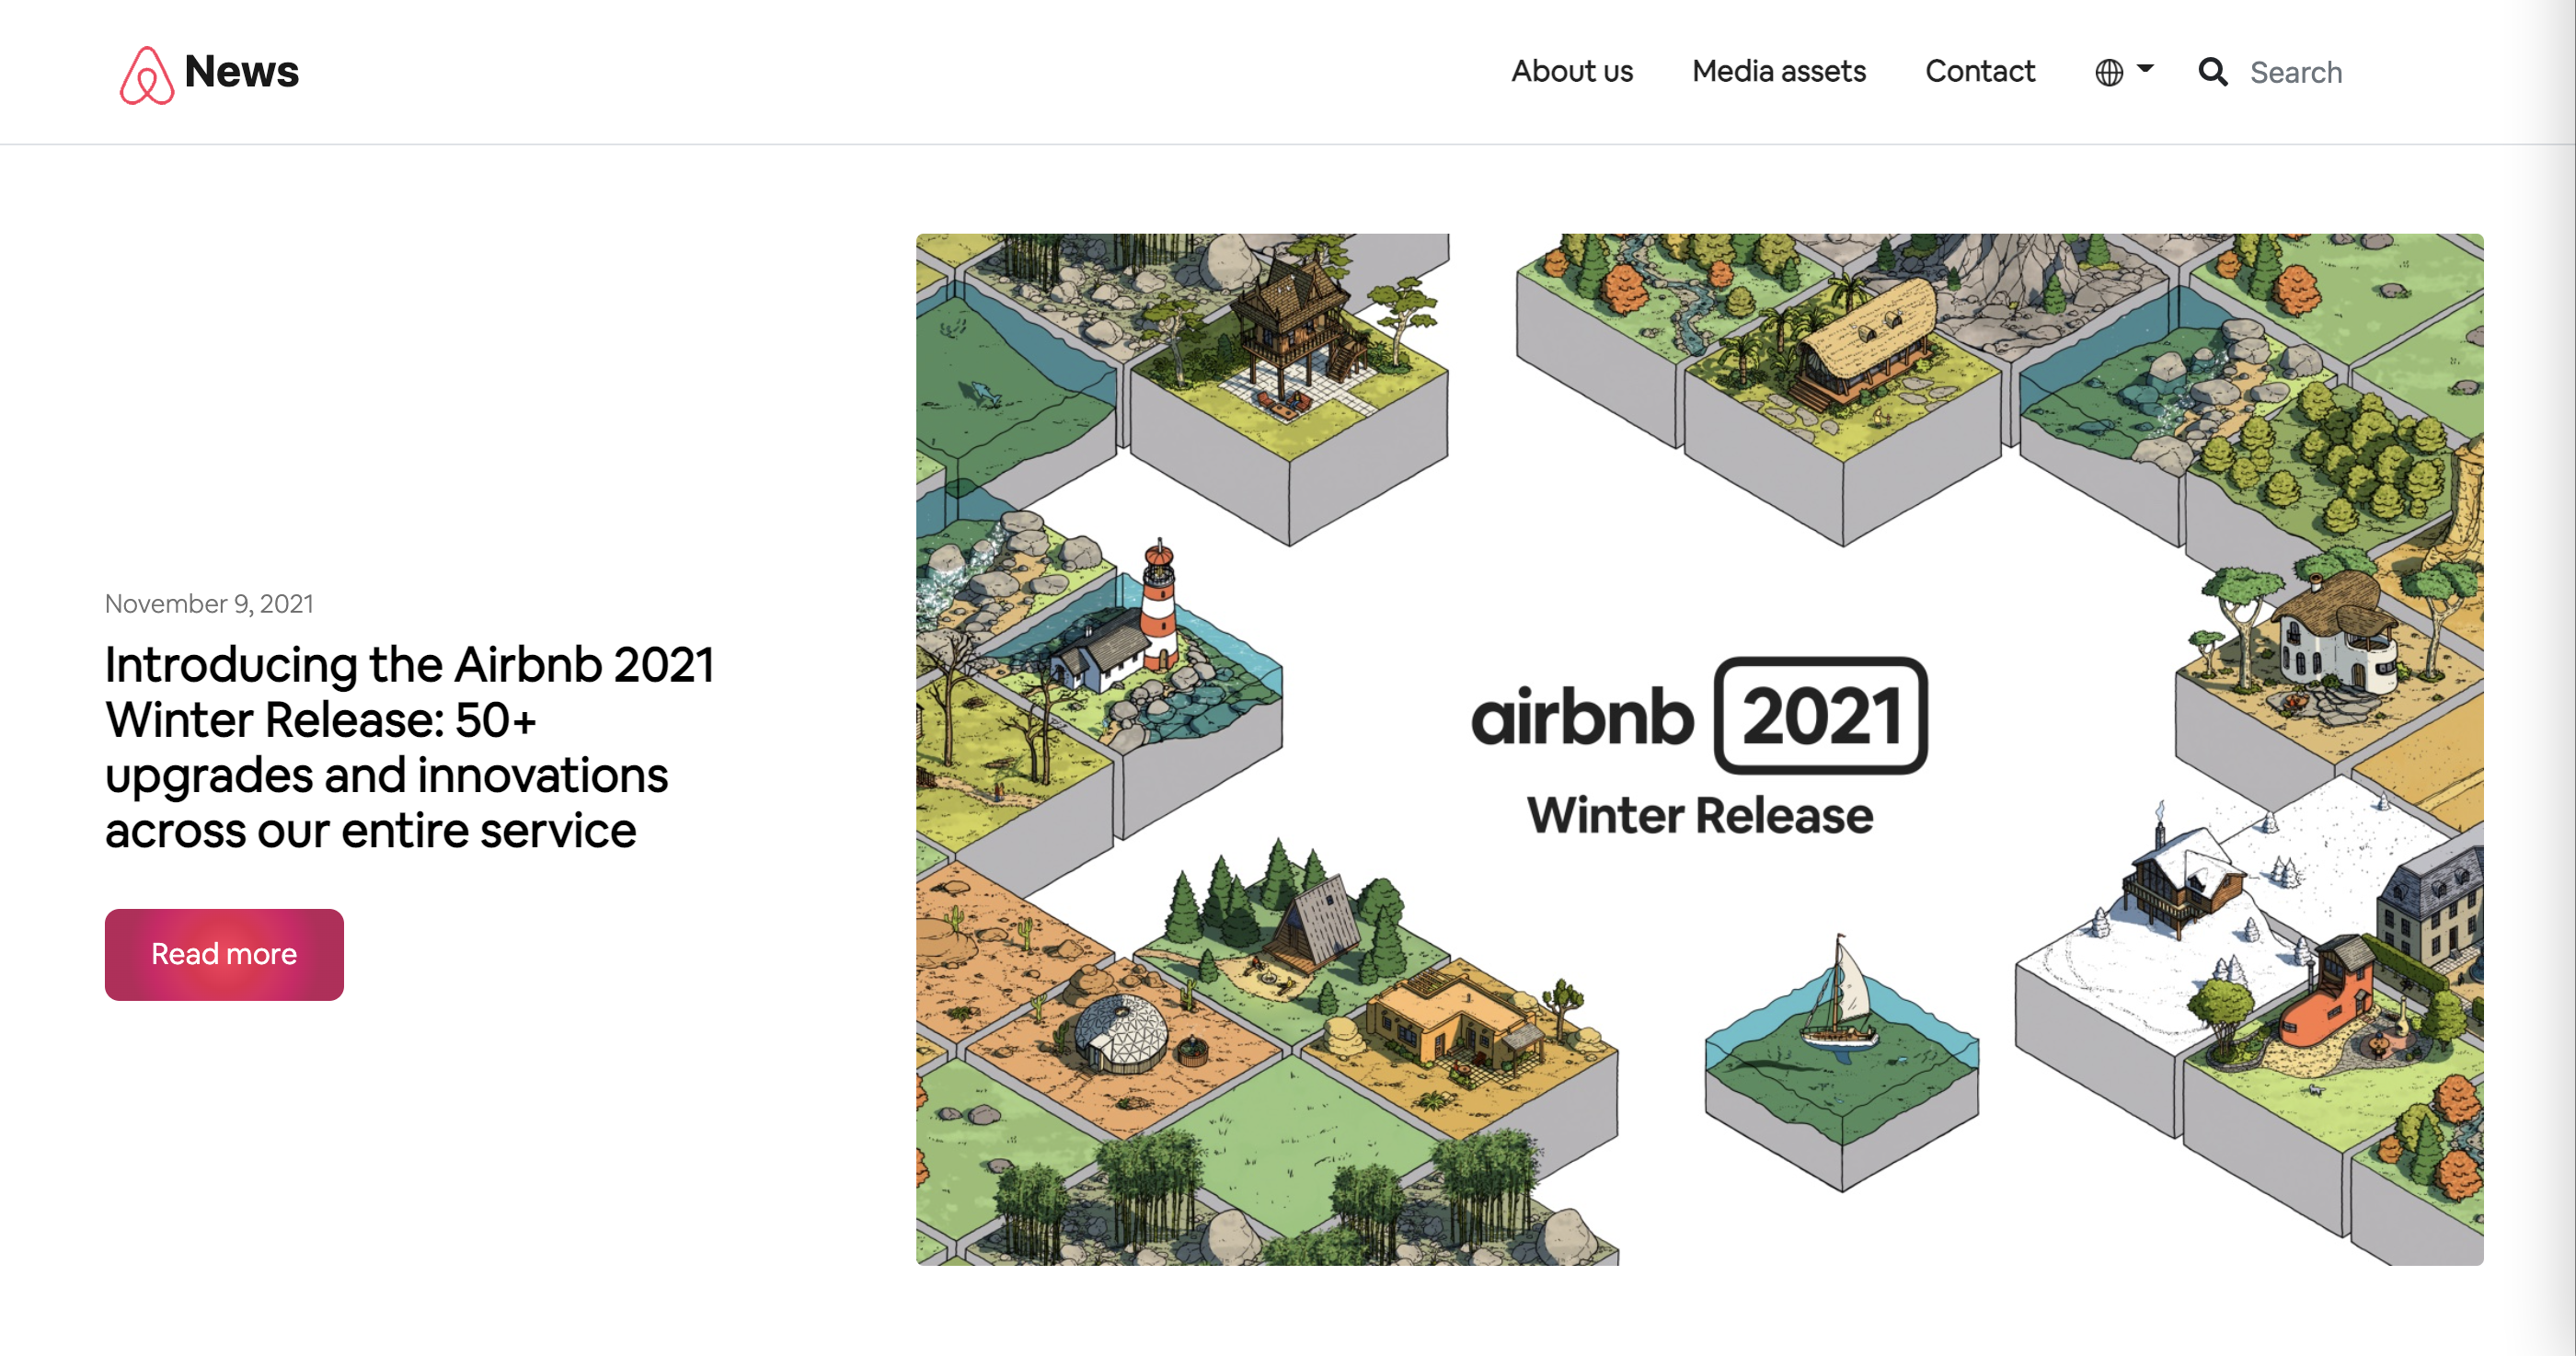 News
About us
Media assets
Contact
Search
November 9, 2021
Introducing the Airbnb 2021
Winter Release: 50+
upgrades and innovations
across our entire service
Read more
airbnb 2021
Winter Release